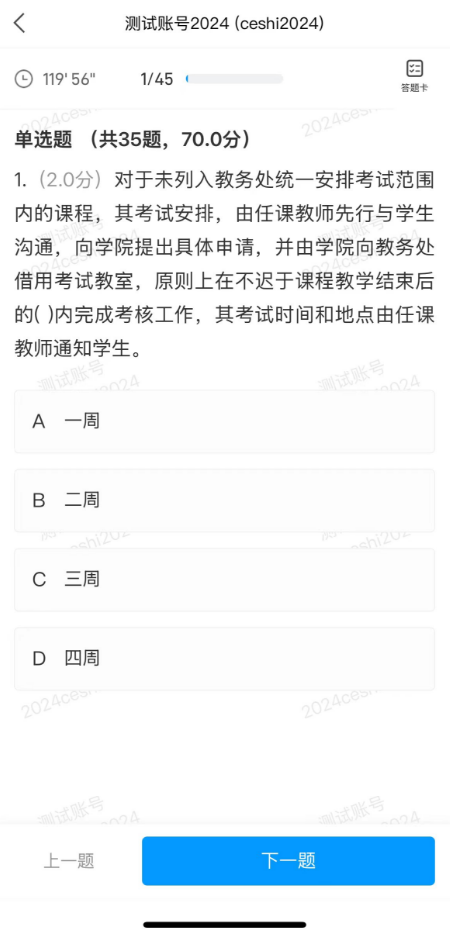 测试账号2024 (ceshi2024)
119'56"
1/45
答题卡
单选题 （共35题，70.0分）
1.（2.0分）对于未列入教务处统一安排考试范围
内的课程，其考试安排，由任课教师先行与学生
沟通，向学院提出具体申请，并由学院向教务处
借用考试教室，原则上在不迟于课程教学结束后
的( )内完成考核工作，其考试时间和地点由任课
教师通知学生。
A 一周
B 二周
C 三周
D 四周
上一题
下一题